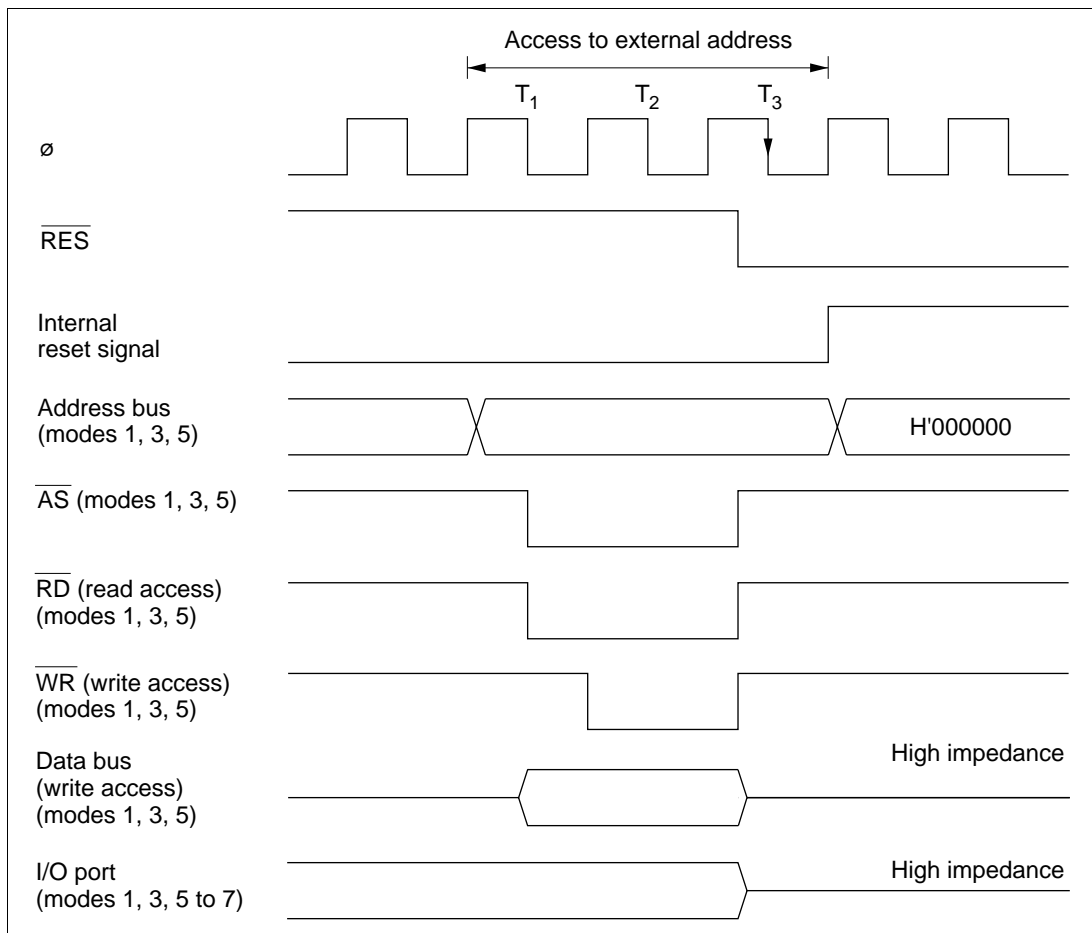 Access to external address
T1 T2 T3
ø
RES
Internal
reset signal
Address bus
(modes 1, 3, 5)
H'000000
AS (modes 1, 3, 5)
RD (read access)
(modes 1, 3, 5)
WR (write access)
(modes 1, 3, 5)
Data bus
(write access)
(modes 1, 3, 5)
High impedance
I/O port
(modes 1, 3, 5 to 7)
High impedance